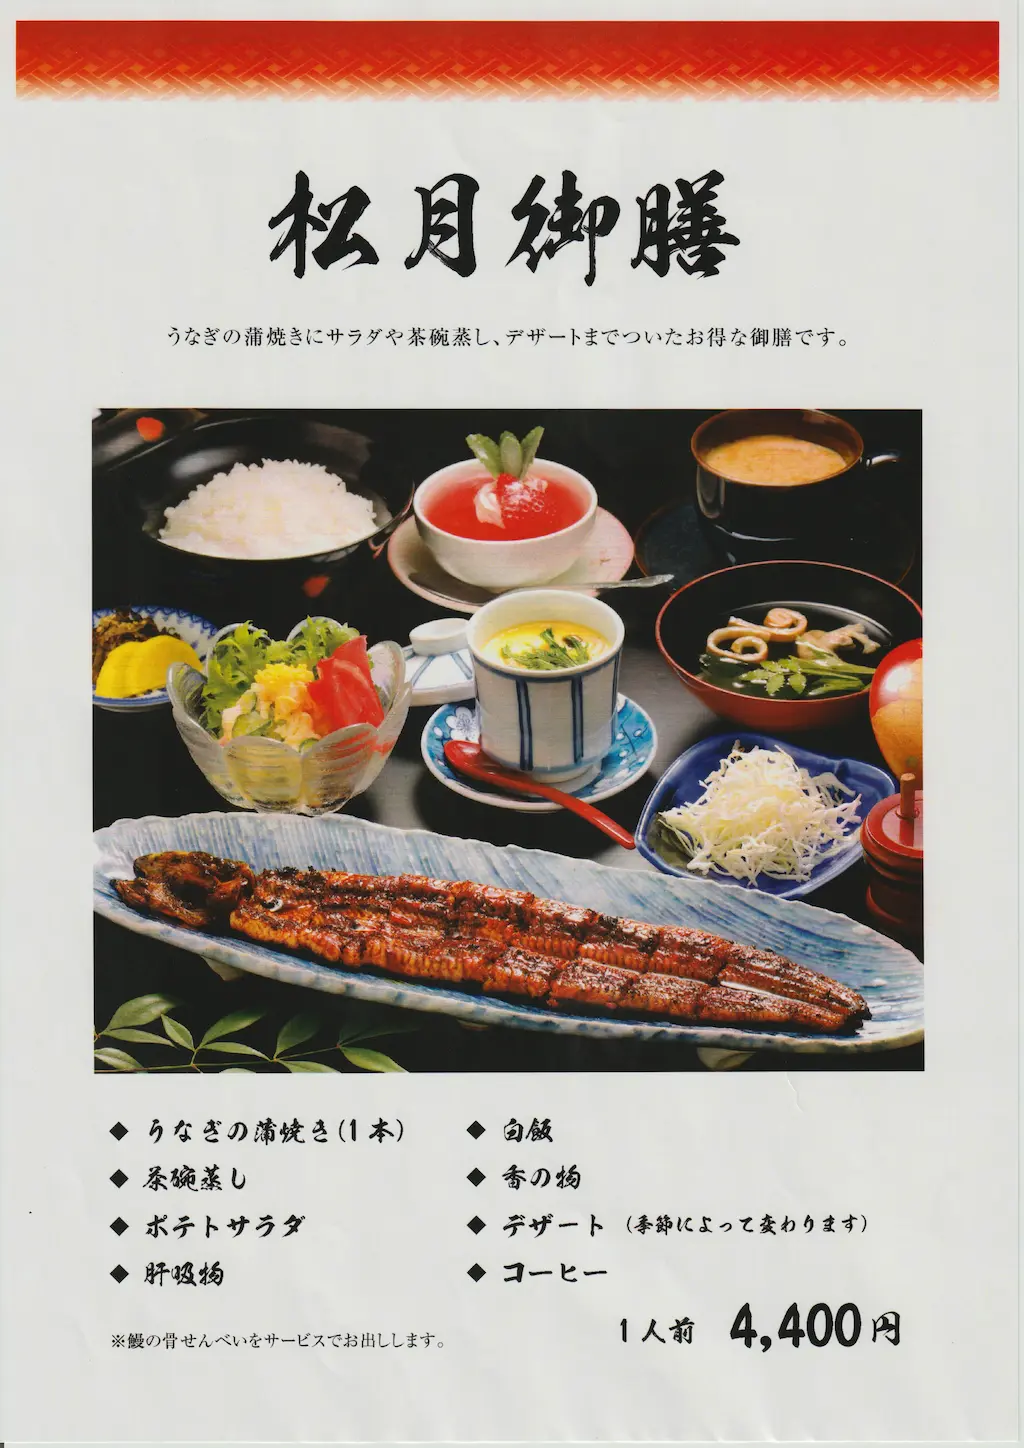 松月御膳
うなぎの蒲焼きにサラダや茶碗蒸し、デザートまでついたお得な御膳です。
◆ うなぎの蒲焼き(1本)
◆ 茶碗蒸し
◆ ポテトサラダ
◆ 肝吸物
◆ 白飯
◆ 香の物
◆ デザート (季節によって変わります)
◆ コーヒー
※鰻の骨せんべいをサービスでお出しします。
1人前 4,400円